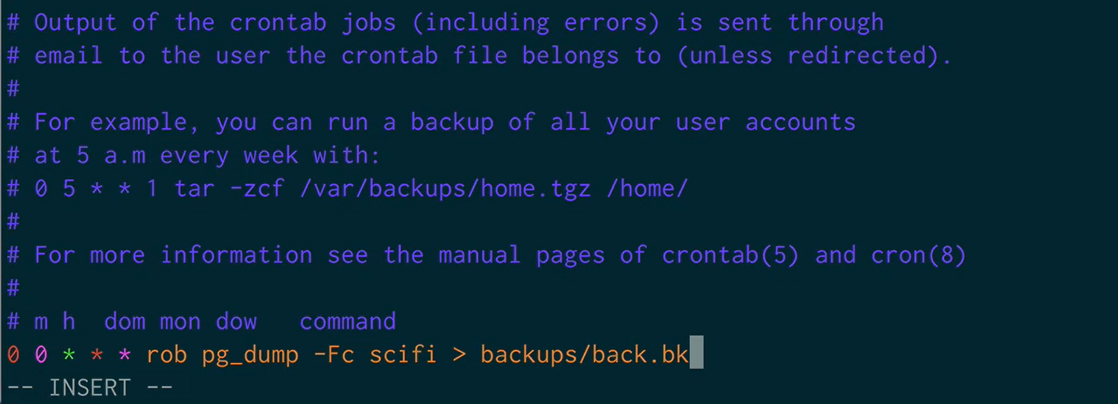 # Output of the crontab jobs (including errors) is sent through
# email to the user the crontab file belongs to (unless redirected).
#
# For example, you can run a backup of all your user accounts
# at 5 a.m every week with:
# 0 5 * * 1 tar -zcf /var/backups/home.tgz /home/
#
# For more information see the manual pages of crontab(5) and cron(8)
#
# m h  dom mon dow   command
0 0 * * * rob pg_dump -Fc scifi > backups/back.bk
-- INSERT --